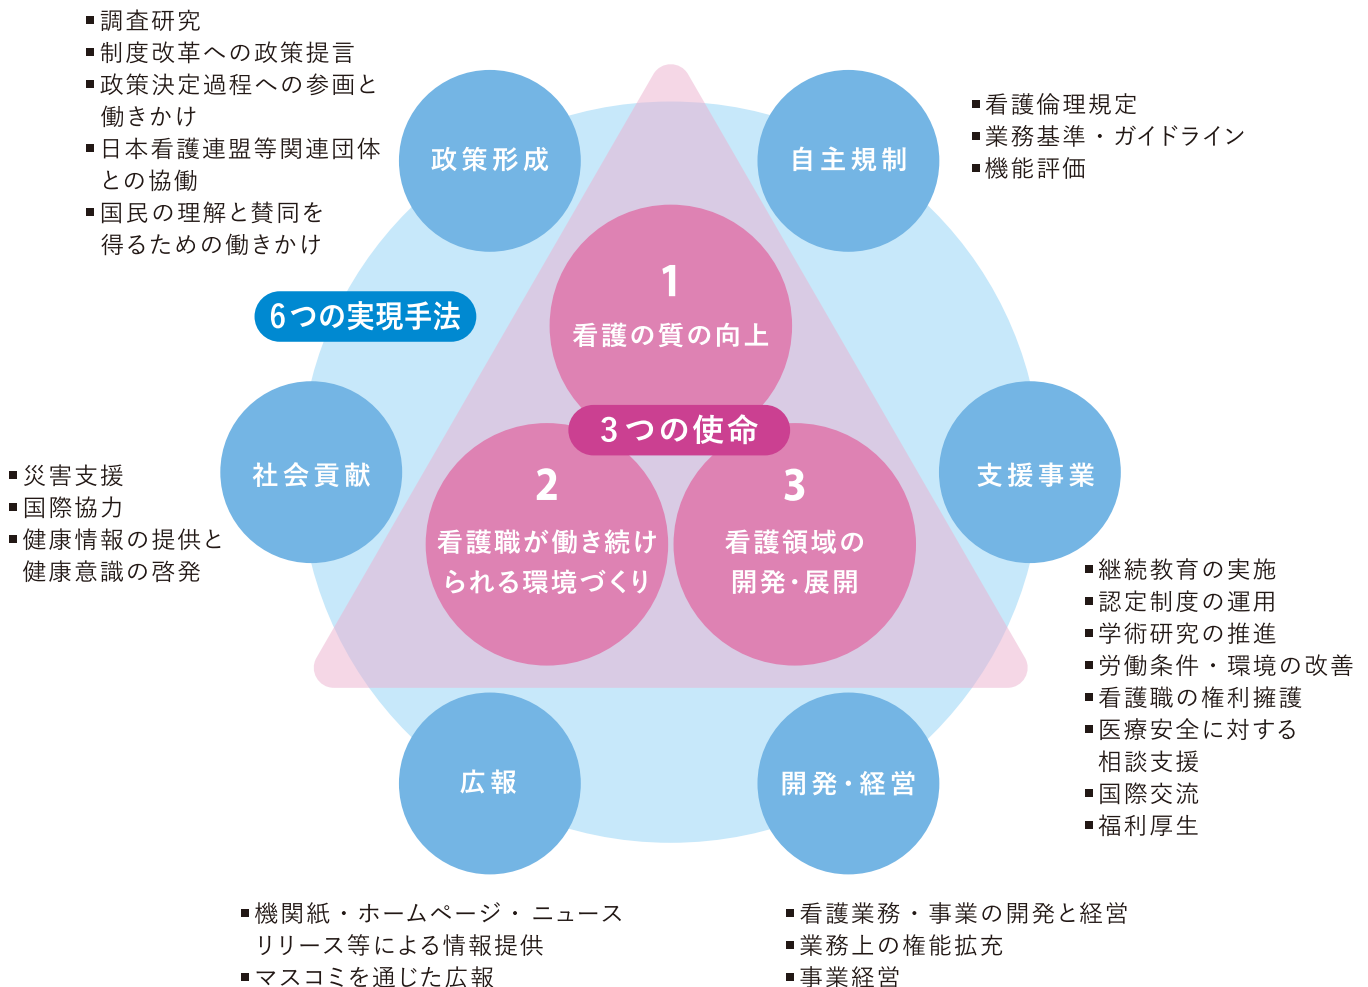 ■調査研究
■制度改革への政策提言
■政策決定過程への参画と
働きかけ
■日本看護連盟等関連団体
との協働
■国民の理解と賛同を
得るための働きかけ
政策形成
自主規制
■看護倫理規定
■業務基準・ガイドライン
■機能評価
6つの実現手法
1
看護の質の向上
3つの使命
2
看護職が働き続け
られる環境づくり
3
看護領域の
開発・展開
社会貢献
■災害支援
■国際協力
■健康情報の提供と
健康意識の啓発
支援事業
■継続教育の実施
■認定制度の運用
■学術研究の推進
■労働条件・環境の改善
■看護職の権利擁護
■医療安全に対する
相談支援
■国際交流
■福利厚生
広報
■機関紙・ホームページ・ニュース
リリース等による情報提供
■マスコミを通じた広報
開発・経営
■看護業務・事業の開発と経営
■業務上の権能拡充
■事業経営